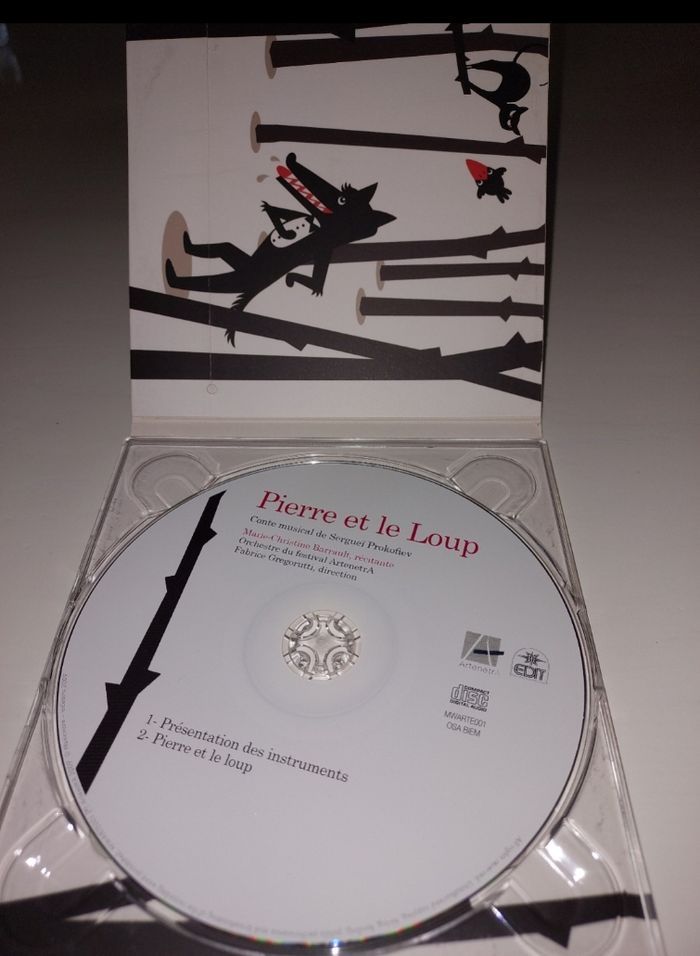 Pierre et le Loup
Conte musical de Sergueï Prokofiev
Marie-Christine Barrault, récitante
Orchestre du festival ArtenetrA
Fabrice Gregorutti, direction
Artenetra
EDIT
COMPACT
disc
DIGITAL AUDIO
MWARTE001
OSA BIEM
1- Présentation des instruments
2- Pierre et le loup